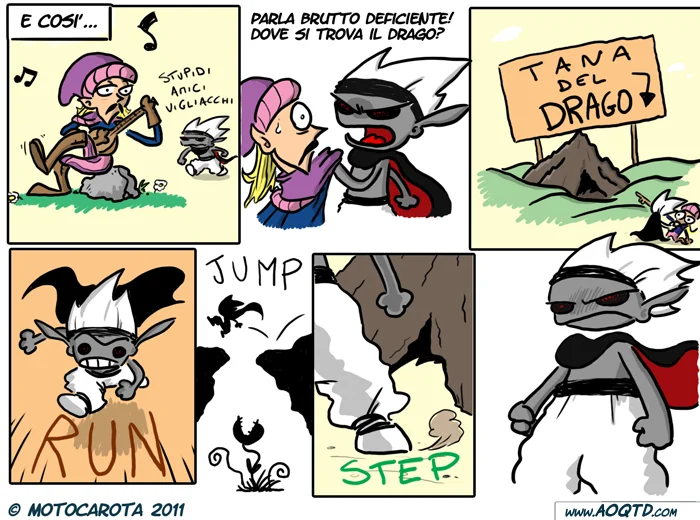 E COSI'...
STUPIDI
AMICI
VIGLIACCHI
PARLA BRUTTO DEFICIENTE!
DOVE SI TROVA IL DRAGO?
TANA
DEL
DRAGO
RUN
JUMP
STEP
© MOTOCAROTA 2011
WWW.AOQTD.COM